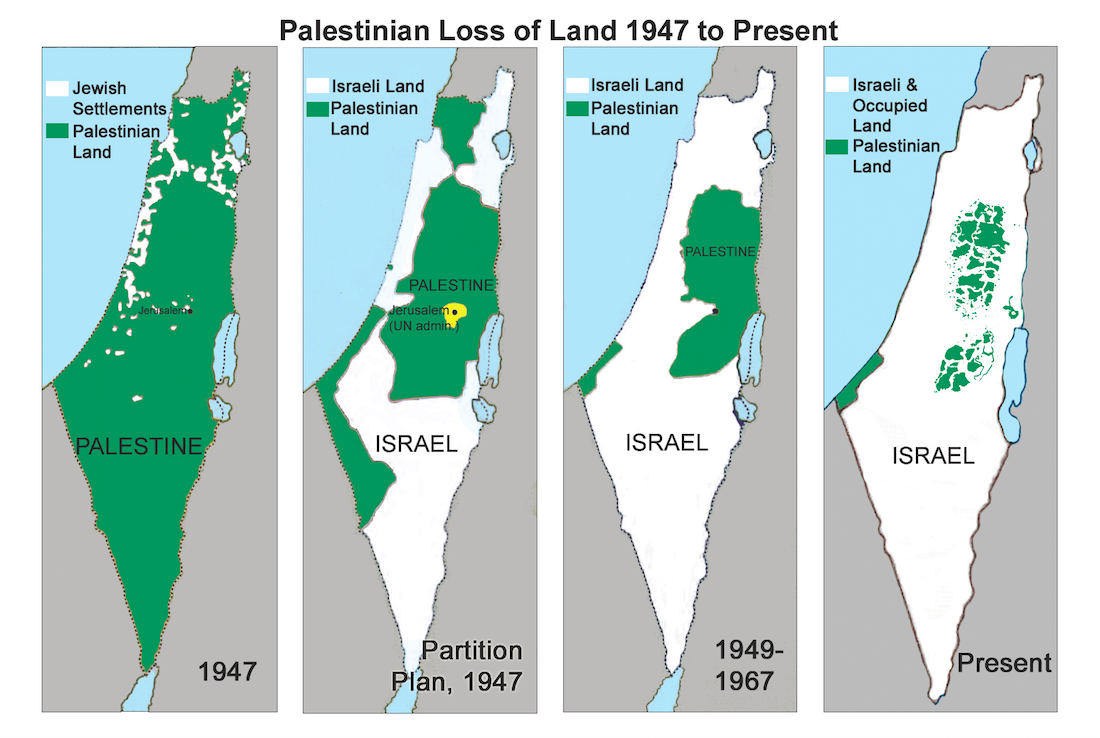 Palestinian Loss of Land 1947 to Present
Jewish
Settlements
Palestinian
Land
Jerusalem
PALESTINE
1947
Israeli Land
Palestinian
Land
PALESTINE
Jerusalem
(UN admin.)
ISRAEL
Partition
Plan, 1947
Israeli Land
Palestinian
Land
PALESTINE
ISRAEL
1949-
1967
Israeli &
Occupied
Land
Palestinian
Land
ISRAEL
Present